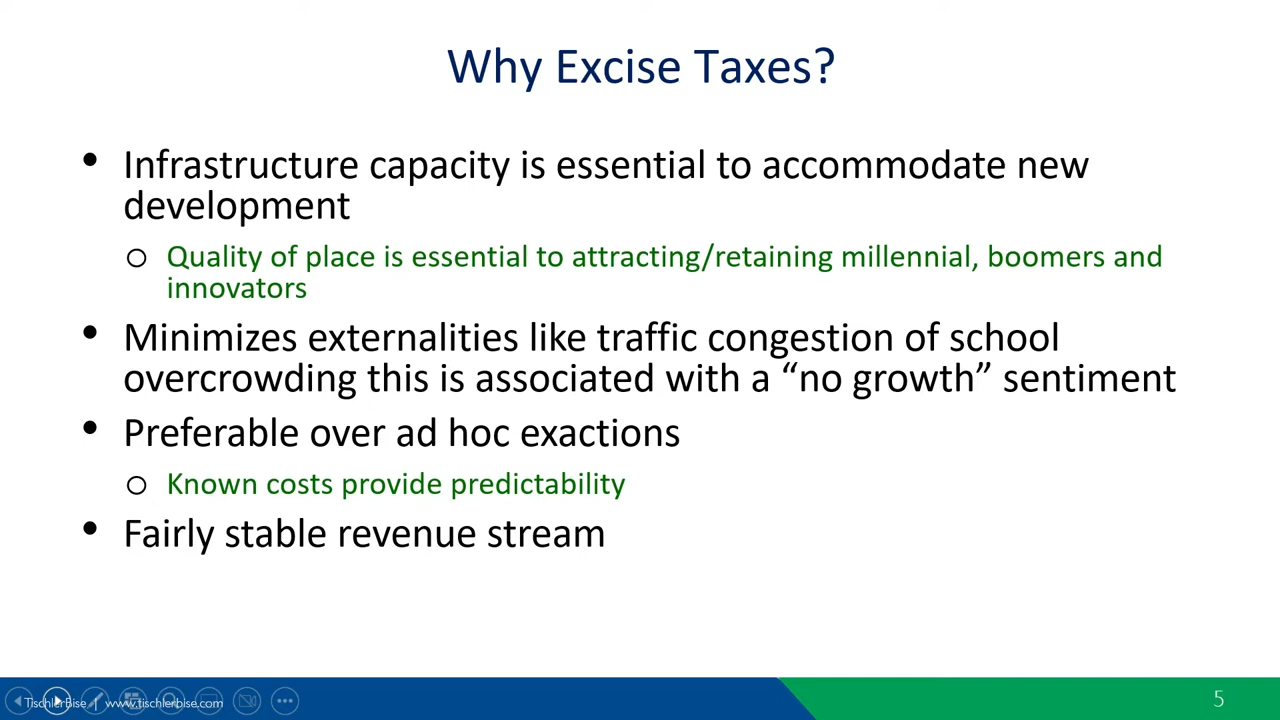 Why Excise Taxes?
• Infrastructure capacity is essential to accommodate new
development
o Quality of place is essential to attracting/retaining millennial, boomers and
innovators
• Minimizes externalities like traffic congestion of school
overcrowding this is associated with a “no growth” sentiment
• Preferable over ad hoc exactions
o Known costs provide predictability
• Fairly stable revenue stream
TischlerBise | www.tischlerbise.com
5